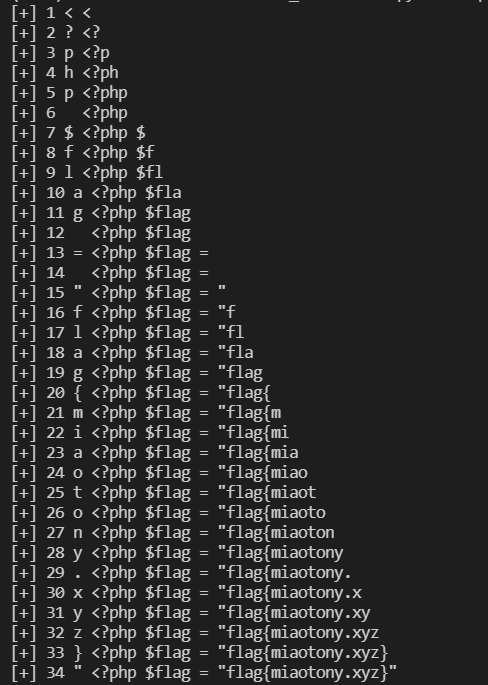 [+] 1 < <
[+] 2 ? <?
[+] 3 p <?p
[+] 4 h <?ph
[+] 5 p <?php
[+] 6   <?php
[+] 7 $ <?php $
[+] 8 f <?php $f
[+] 9 l <?php $fl
[+] 10 a <?php $fla
[+] 11 g <?php $flag
[+] 12   <?php $flag
[+] 13 = <?php $flag =
[+] 14   <?php $flag =
[+] 15 " <?php $flag = "
[+] 16 f <?php $flag = "f
[+] 17 l <?php $flag = "fl
[+] 18 a <?php $flag = "fla
[+] 19 g <?php $flag = "flag
[+] 20 { <?php $flag = "flag{
[+] 21 m <?php $flag = "flag{m
[+] 22 i <?php $flag = "flag{mi
[+] 23 a <?php $flag = "flag{mia
[+] 24 o <?php $flag = "flag{miao
[+] 25 t <?php $flag = "flag{miaot
[+] 26 o <?php $flag = "flag{miaoto
[+] 27 n <?php $flag = "flag{miaoton
[+] 28 y <?php $flag = "flag{miaotony
[+] 29 . <?php $flag = "flag{miaotony.
[+] 30 x <?php $flag = "flag{miaotony.x
[+] 31 y <?php $flag = "flag{miaotony.xy
[+] 32 z <?php $flag = "flag{miaotony.xyz
[+] 33 } <?php $flag = "flag{miaotony.xyz}
[+] 34 " <?php $flag = "flag{miaotony.xyz}"